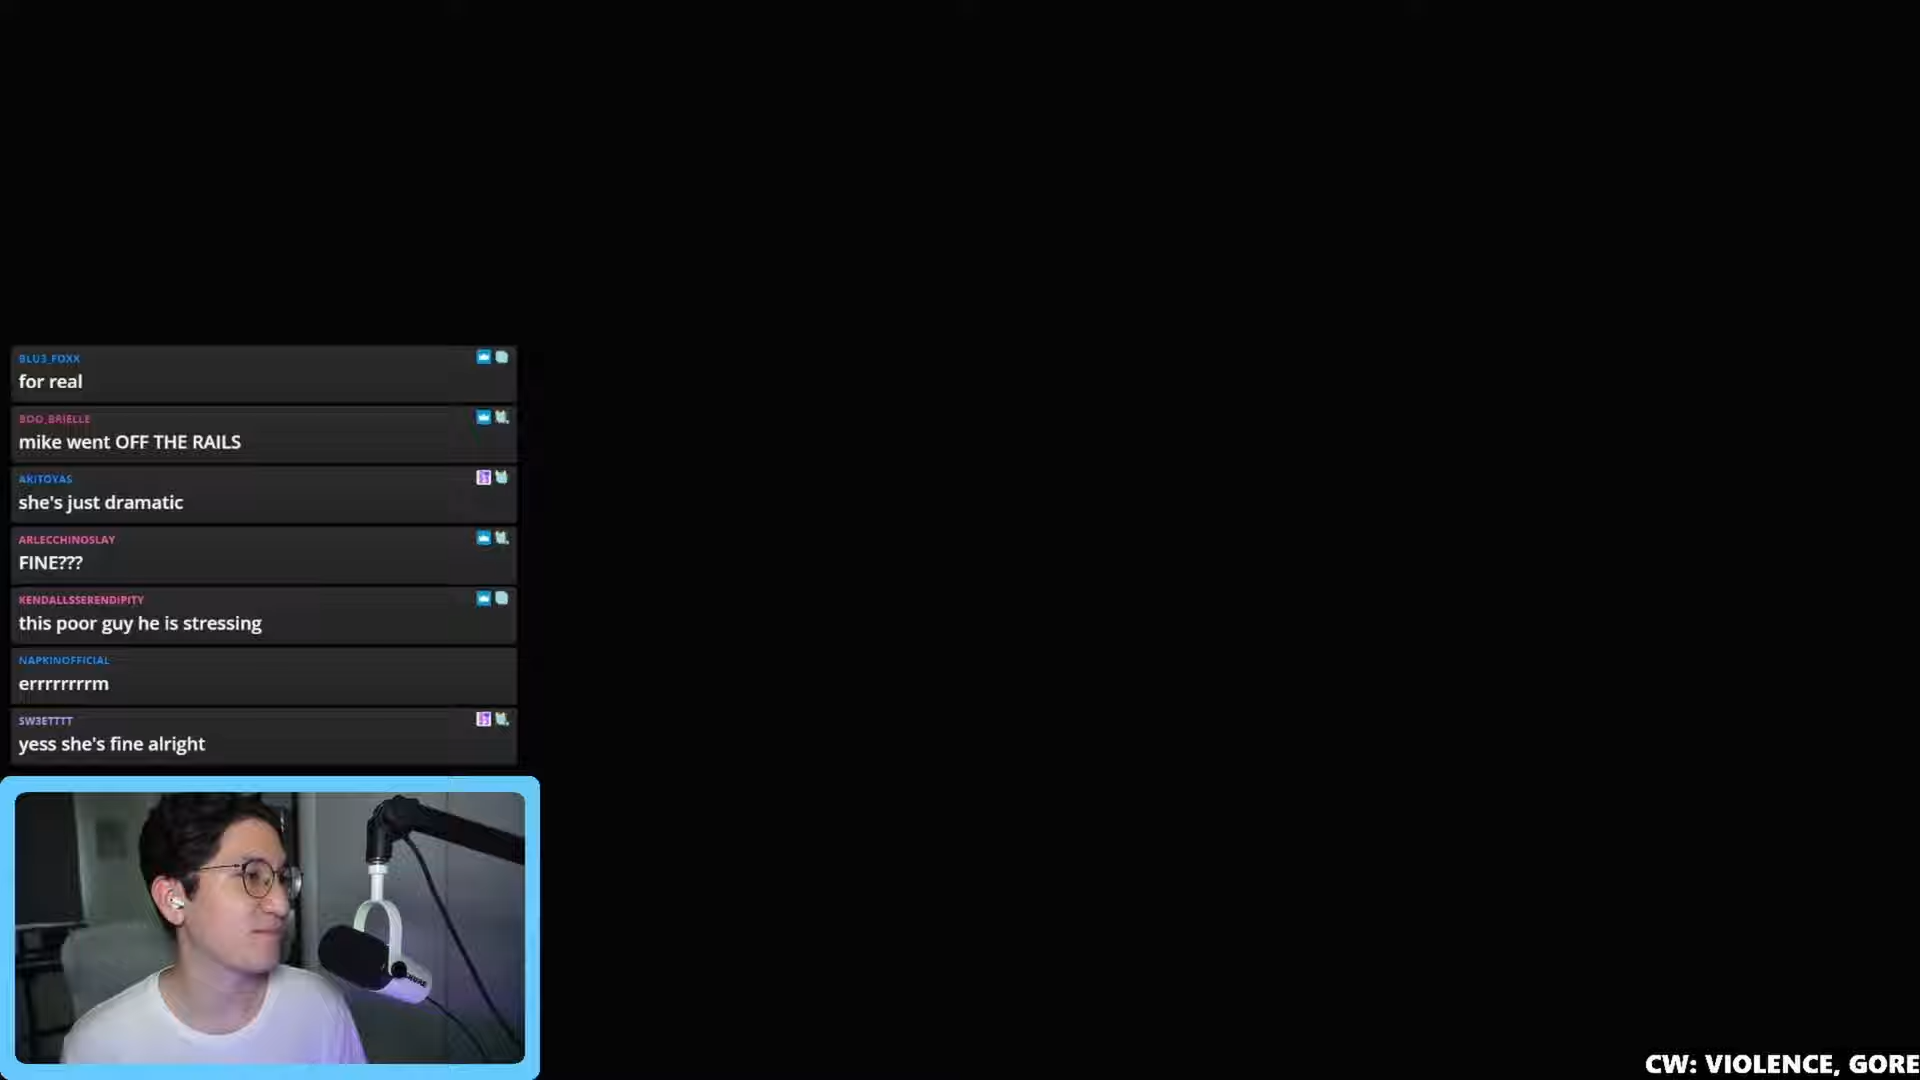 BLU3_FOXX
for real
BOO_BRIELLE
mike went OFF THE RAILS
AKITOYAS
she's just dramatic
ARLECCHINOSLAY
FINE???
KENDALLSSERENDIPITY
this poor guy he is stressing
NAPKINOFFICIAL
errrrrrrrm
SW3ETTTT
yess she's fine alright
CW: VIOLENCE, GORE